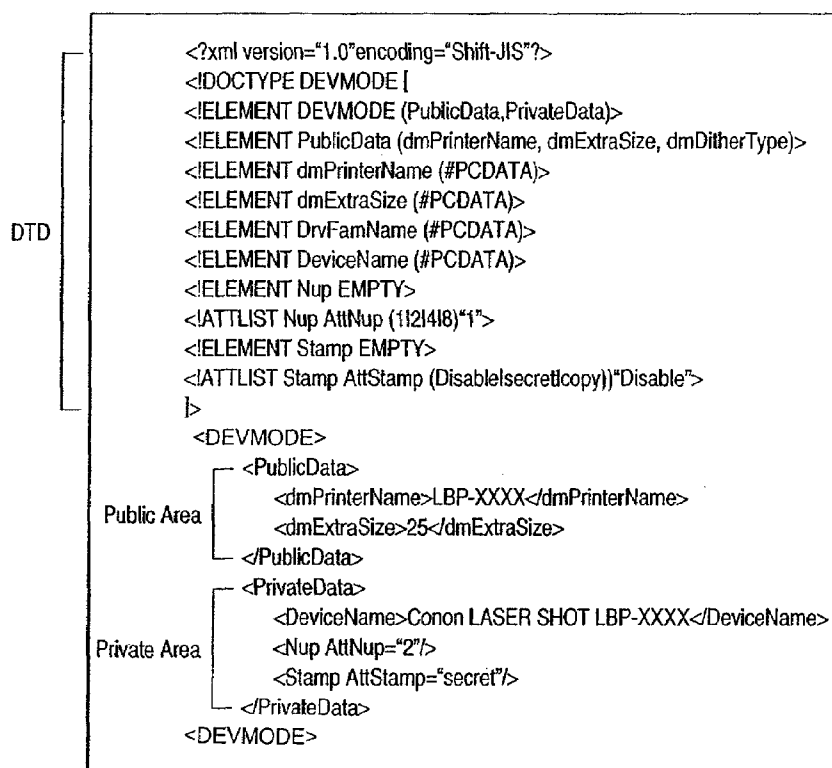 <?xml version="1.0"encoding="Shift-JIS"?>
<!DOCTYPE DEVMODE [
<!ELEMENT DEVMODE (PublicData,PrivateData)>
<!ELEMENT PublicData (dmPrinterName, dmExtraSize, dmDitherType)>
<!ELEMENT dmPrinterName (#PCDATA)>
<!ELEMENT dmExtraSize (#PCDATA)>
DTD
<!ELEMENT DrvFamName (#PCDATA)>
<!ELEMENT DeviceName (#PCDATA)>
<!ELEMENT Nup EMPTY>
<!ATTLIST Nup AttNup (1|2|4|8)"1">
<!ELEMENT Stamp EMPTY>
<!ATTLIST Stamp AttStamp (Disable|secret|copy))"Disable">
]>
<DEVMODE>
<PublicData>
<dmPrinterName>LBP-XXXX</dmPrinterName>
Public Area
<dmExtraSize>25</dmExtraSize>
</PublicData>
<PrivateData>
<DeviceName>Conon LASER SHOT LBP-XXXX</DeviceName>
Private Area
<Nup AttNup="2"/>
<Stamp AttStamp="secret"/>
</PrivateData>
<DEVMODE>